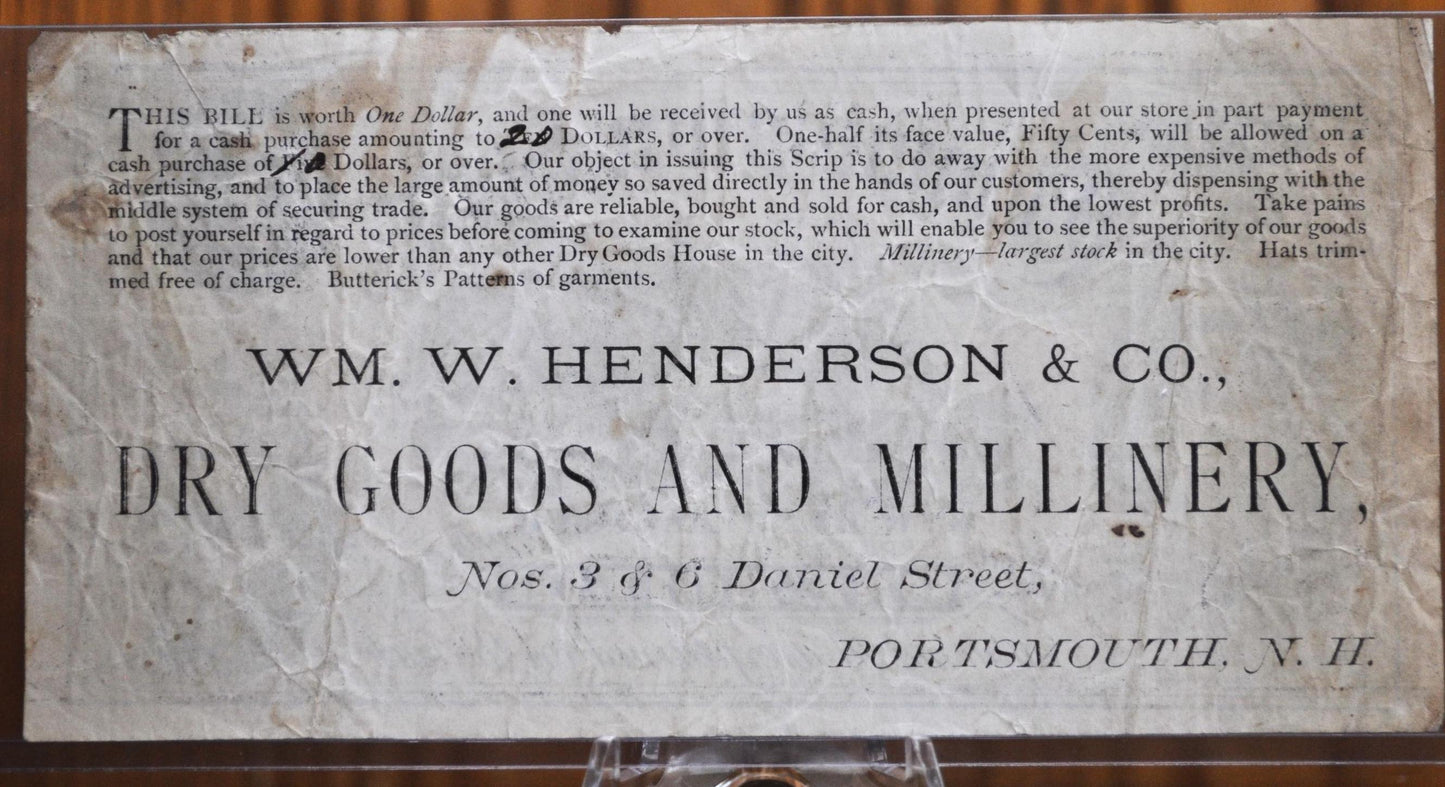 THIS BILL is worth One Dollar, and one will be received by us as cash, when presented at our store in part payment
for a cash purchase amounting to DOLLARS, or over. One-half its face value, Fifty Cents, will be allowed on a
cash purchase of Dollars, or over. Our object in issuing this Scrip is to do away with the more expensive methods of
advertising, and to place the large amount of money so saved directly in the hands of our customers, thereby dispensing with the
middle system of securing trade. Our goods are reliable, bought and sold for cash, and upon the lowest profits. Take pains
to post yourself in regard to prices before coming to examine our stock, which will enable you to see the superiority of our goods
and that our prices are lower than any other Dry Goods House in the city. Millinery—largest stock in the city. Hats trim-
med free of charge. Butterick's Patterns of garments.
WM. W. HENDERSON & CO.,
DRY GOODS AND MILLINERY,
Nos. 3 & 6 Daniel Street,
PORTSMOUTH, N. H.